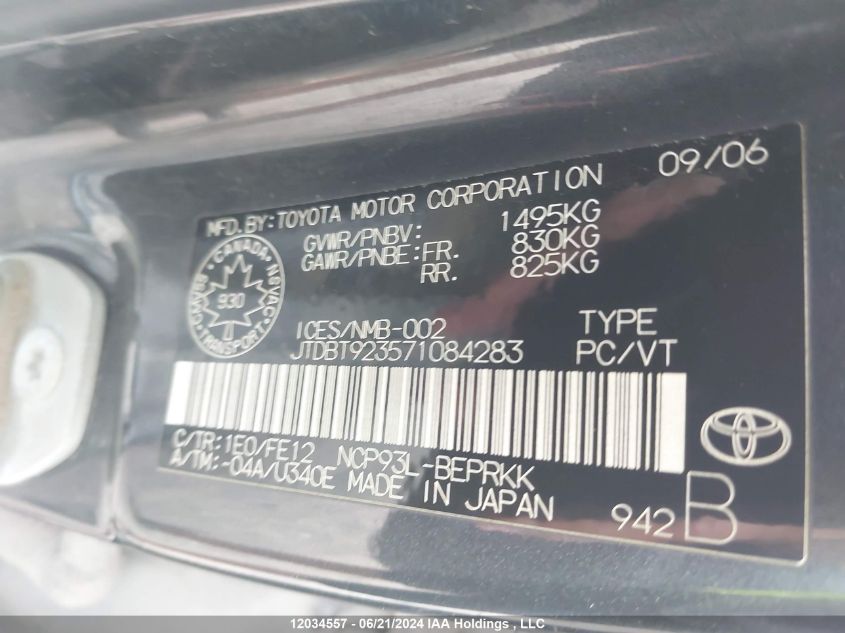 09/06
MFD. BY: TOYOTA MOTOR CORPORATION
GVWR/PNBV: 1495KG
GAWR/PNBE: FR. 830KG
RR. 825KG
CANADA
930
TRANSPORT
ICES/NMB-002 TYPE
JTDBT923571084283 PC/VT
C/TR: 1E0/FE12 NCP93L-BEPRKK
A/TM: -04A/U340E MADE IN JAPAN
942 B
12034557 - 06/21/2024 IAA Holdings , LLC